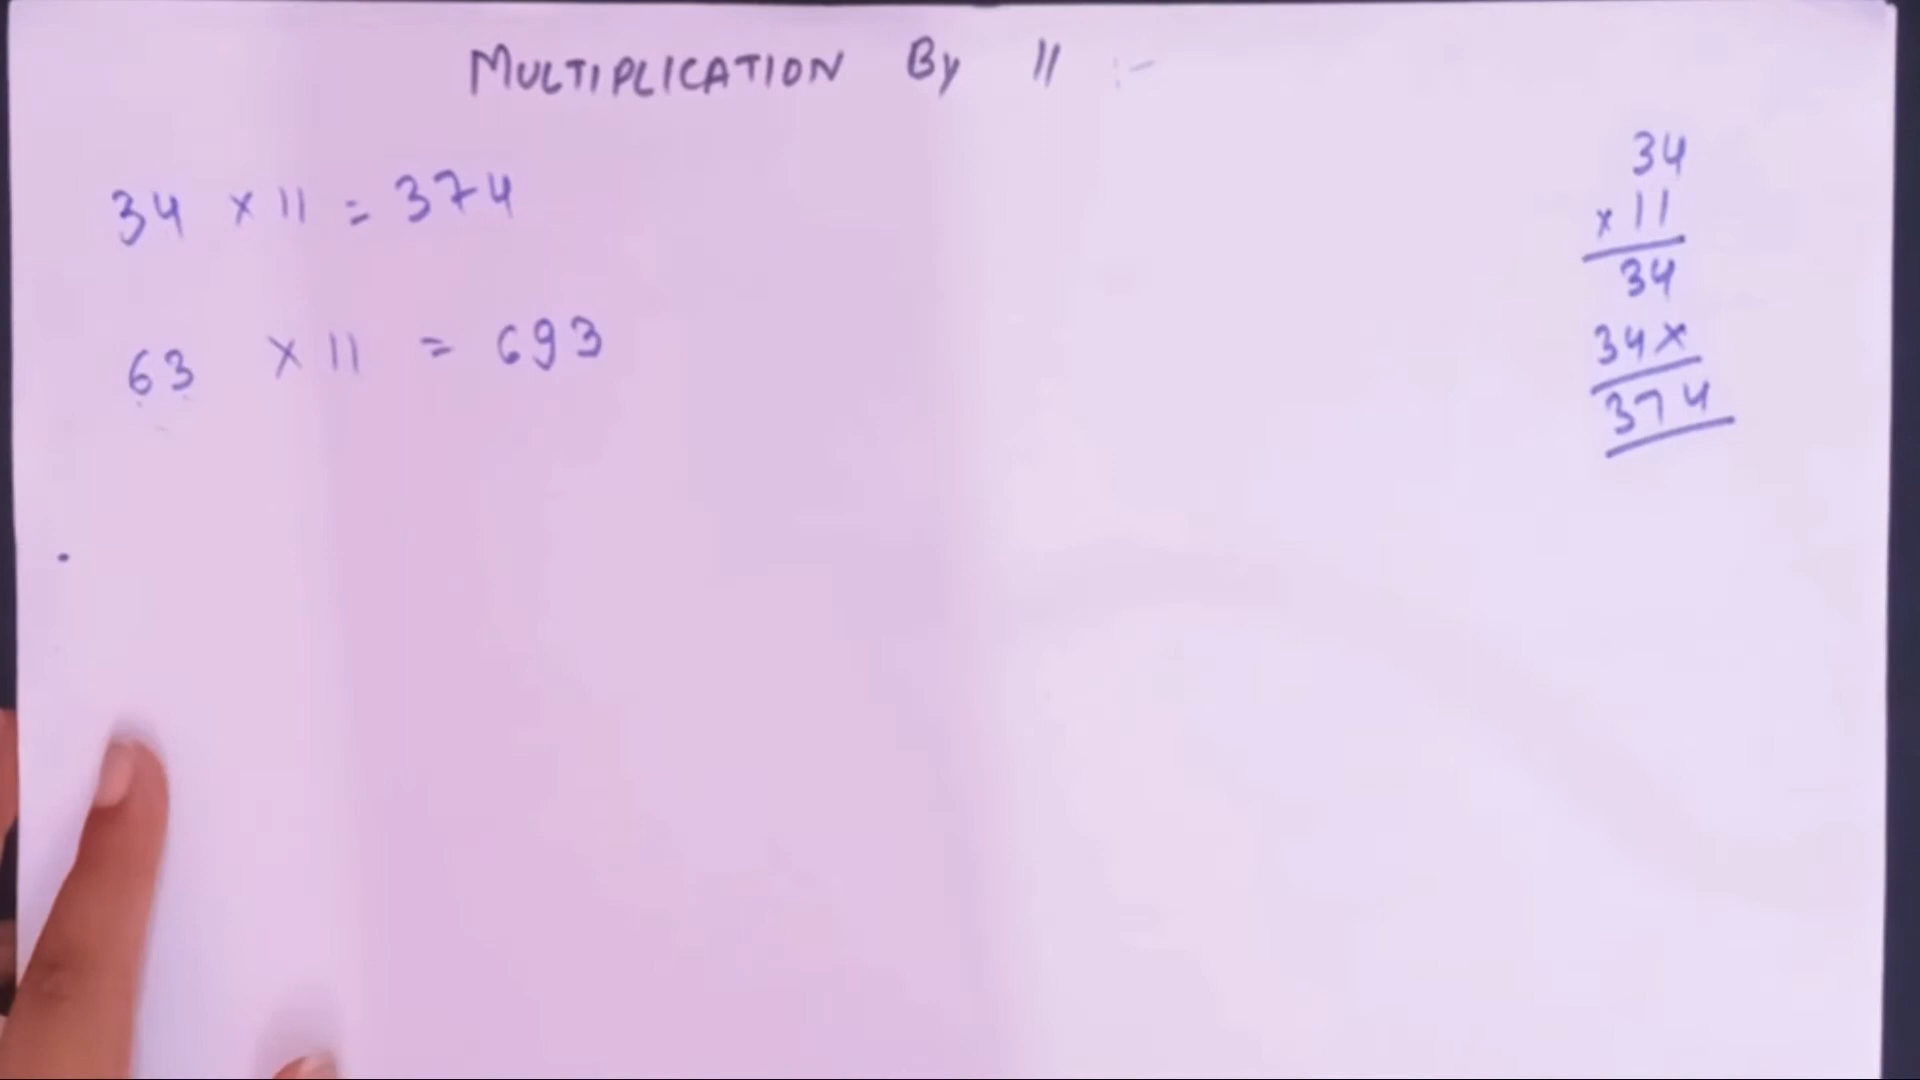 MULTIPLICATION By 11 :-
34 × 11 = 374
63 × 11 = 693
34
× 11
34
34×
374